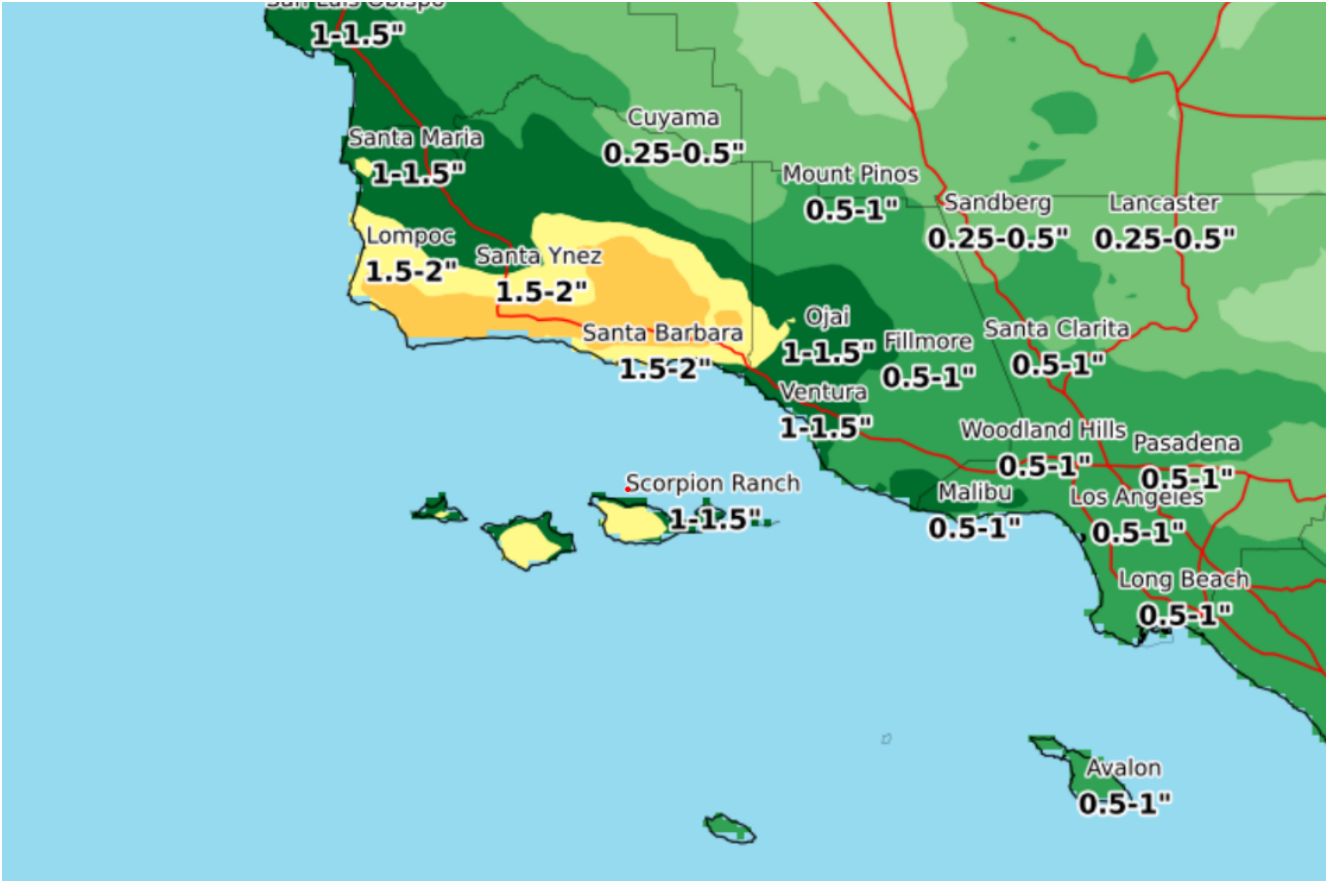 San Luis Obispo
1-1.5"
Cuyama
0.25-0.5"
Santa Maria
1-1.5"
Mount Pinos
0.5-1"
Sandberg
0.25-0.5"
Lancaster
0.25-0.5"
Lompoc
1.5-2"
Santa Ynez
1.5-2"
Ojai
1-1.5"
Santa Barbara
1.5-2"
Fillmore
0.5-1"
Santa Clarita
0.5-1"
Ventura
1-1.5"
Woodland Hills
0.5-1"
Pasadena
0.5-1"
Scorpion Ranch
1-1.5"
Malibu
0.5-1"
Los Angeles
0.5-1"
Long Beach
0.5-1"
Avalon
0.5-1"